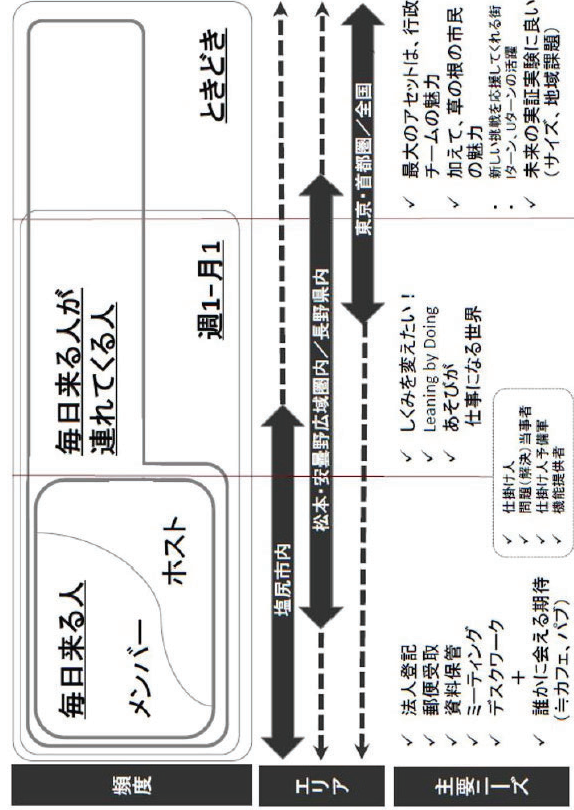 頻度
毎日来る人
メンバー
ホスト
毎日来る人が
連れてくる人
週1-月1
ときどき
エリア
塩尻市内
松本・安曇野広域圏内／長野県内
東京・首都圏／全国
主要ニーズ
✓ 法人登記
✓ 郵便受取
✓ 資料保管
✓ ミーティング
✓ デスクワーク
＋
✓ 誰かに会える期待
（≒カフェ、パブ）
✓ 仕掛け人
✓ 問題(解決)当事者
✓ 仕掛け人予備軍
✓ 機能提供者
✓ しくみを変えたい！
✓ Leaning by Doing
✓ あそびが
仕事になる世界
✓ 最大のアセットは、行政
チームの魅力
✓ 加えて、草の根の市民
の魅力
・ 新しい挑戦を応援してくれる街
・ Iターン、Uターンの活躍
✓ 未来の実証実験に良い
（サイズ、地域課題）